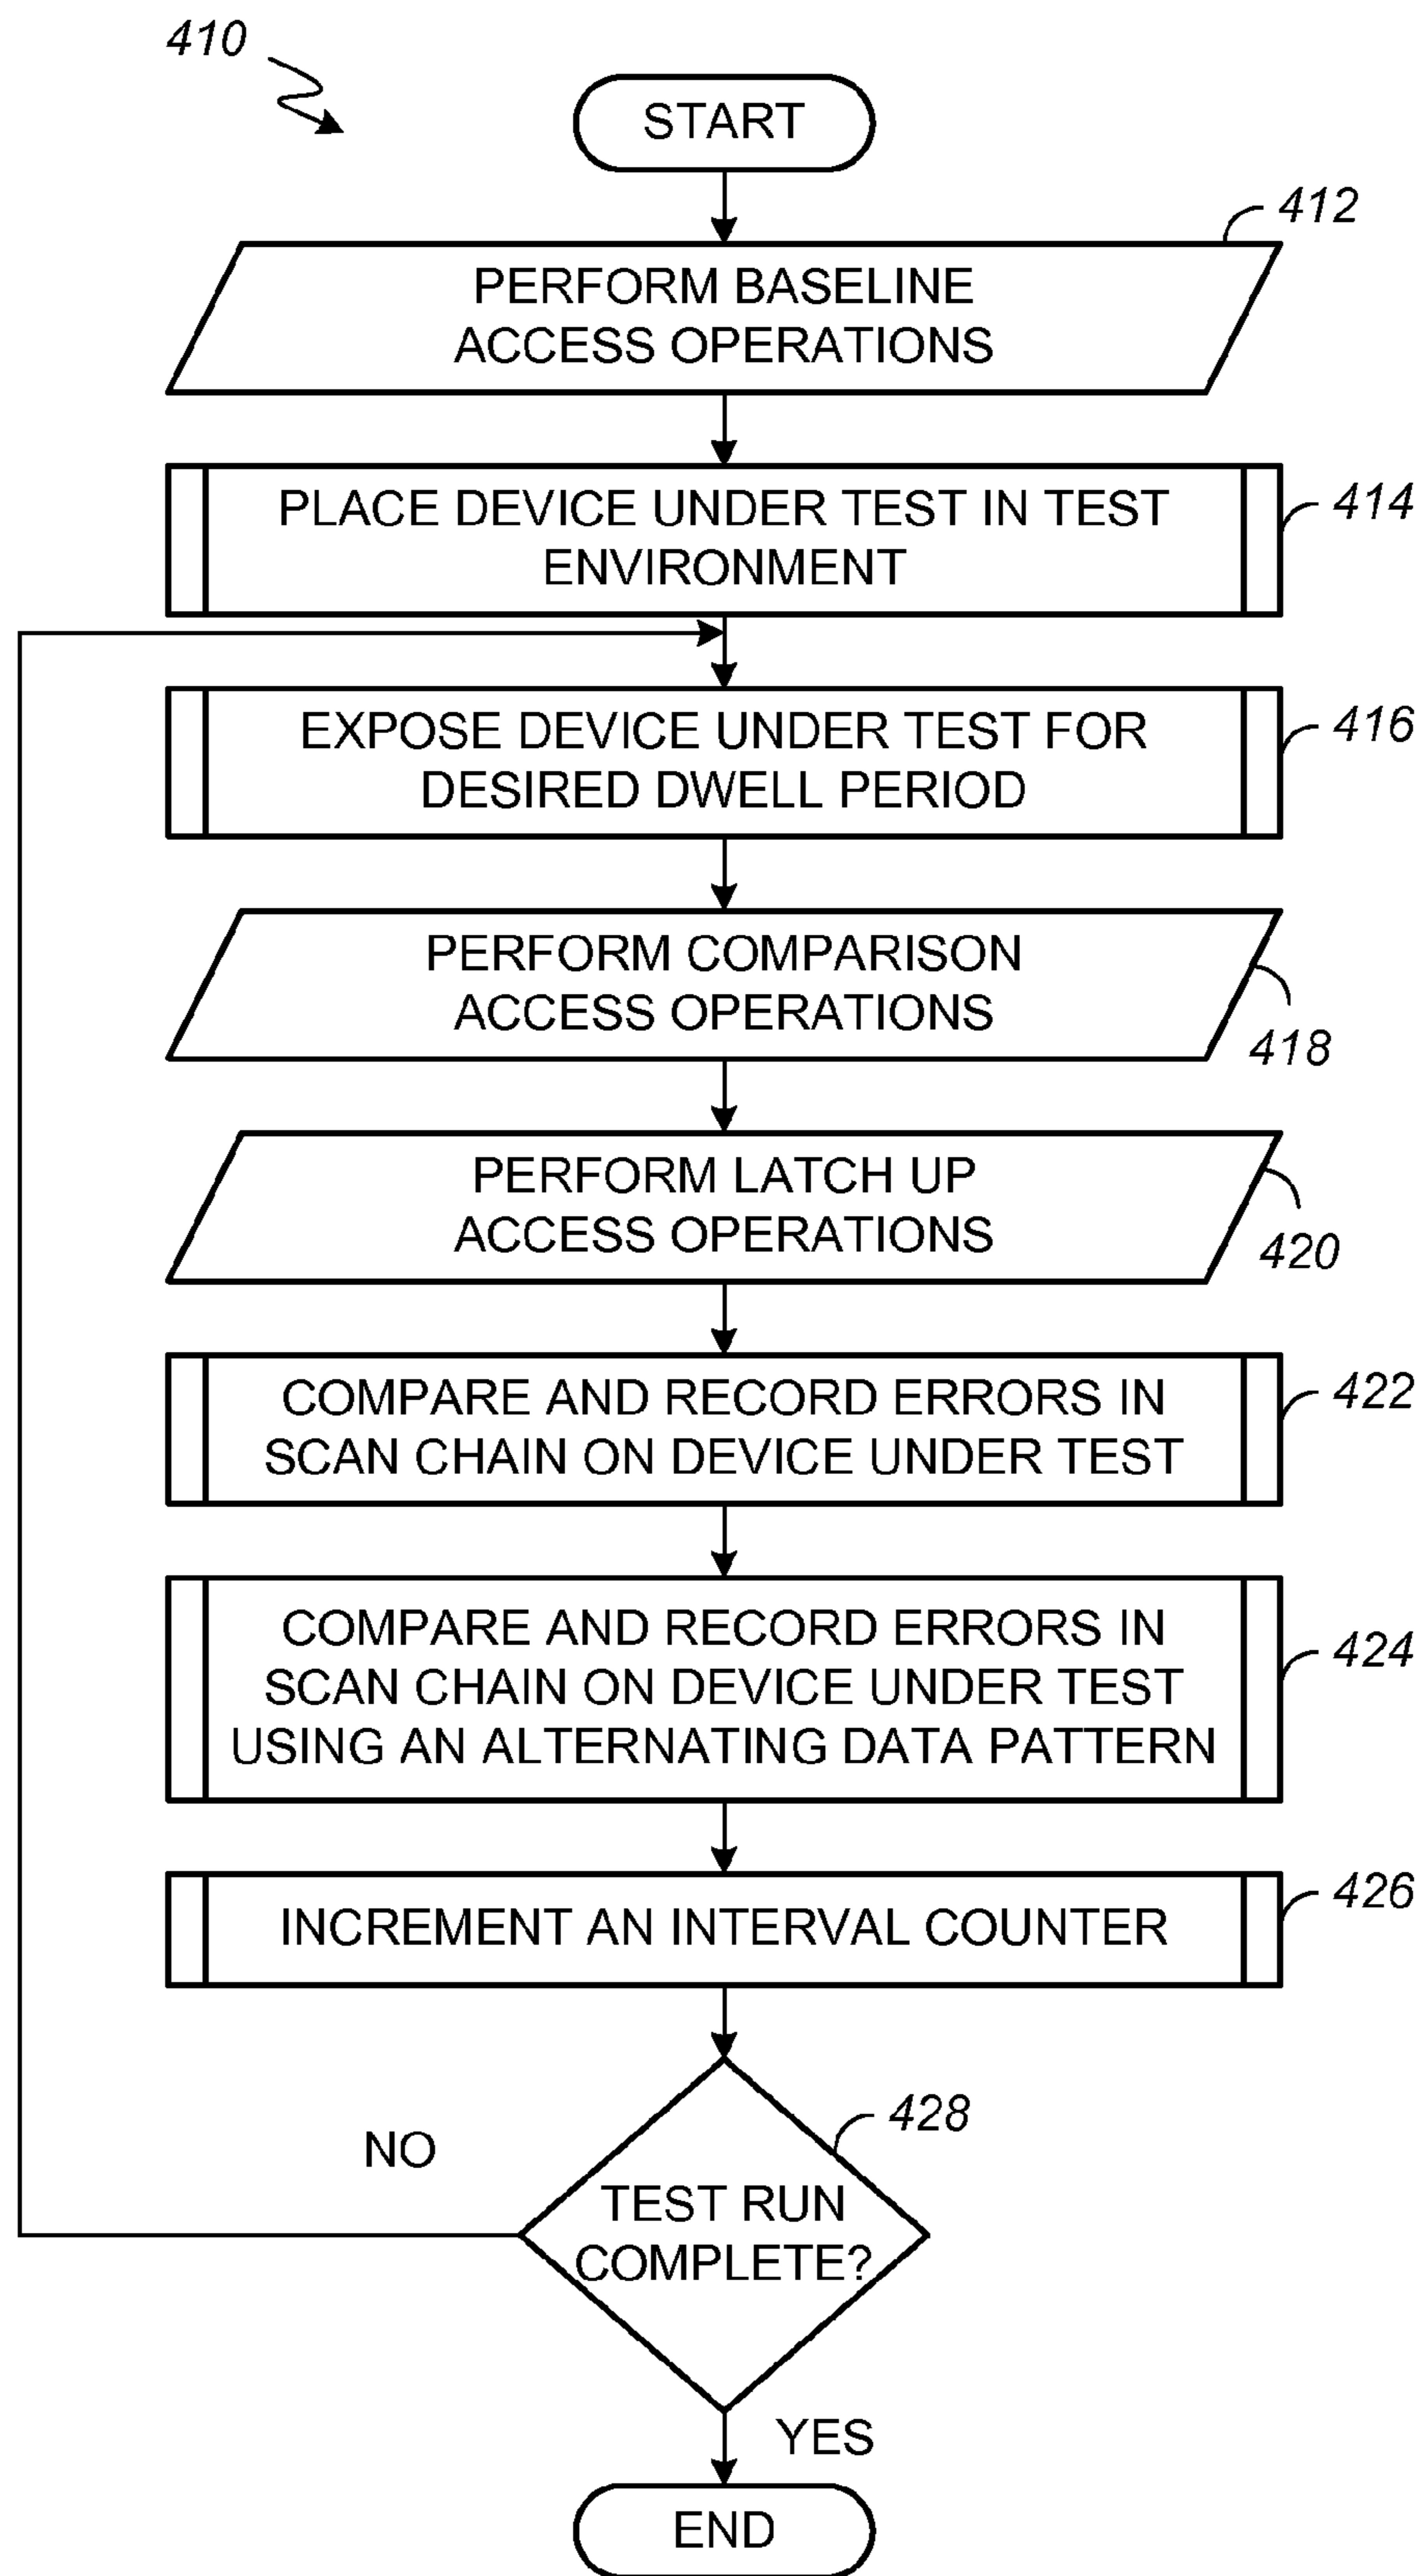 410
START
412
PERFORM BASELINE
ACCESS OPERATIONS
PLACE DEVICE UNDER TEST IN TEST
ENVIRONMENT
414
EXPOSE DEVICE UNDER TEST FOR
DESIRED DWELL PERIOD
416
PERFORM COMPARISON
ACCESS OPERATIONS
418
PERFORM LATCH UP
ACCESS OPERATIONS
420
COMPARE AND RECORD ERRORS IN
SCAN CHAIN ON DEVICE UNDER TEST
422
COMPARE AND RECORD ERRORS IN
SCAN CHAIN ON DEVICE UNDER TEST
USING AN ALTERNATING DATA PATTERN
424
INCREMENT AN INTERVAL COUNTER
426
428
NO
TEST RUN
COMPLETE?
YES
END